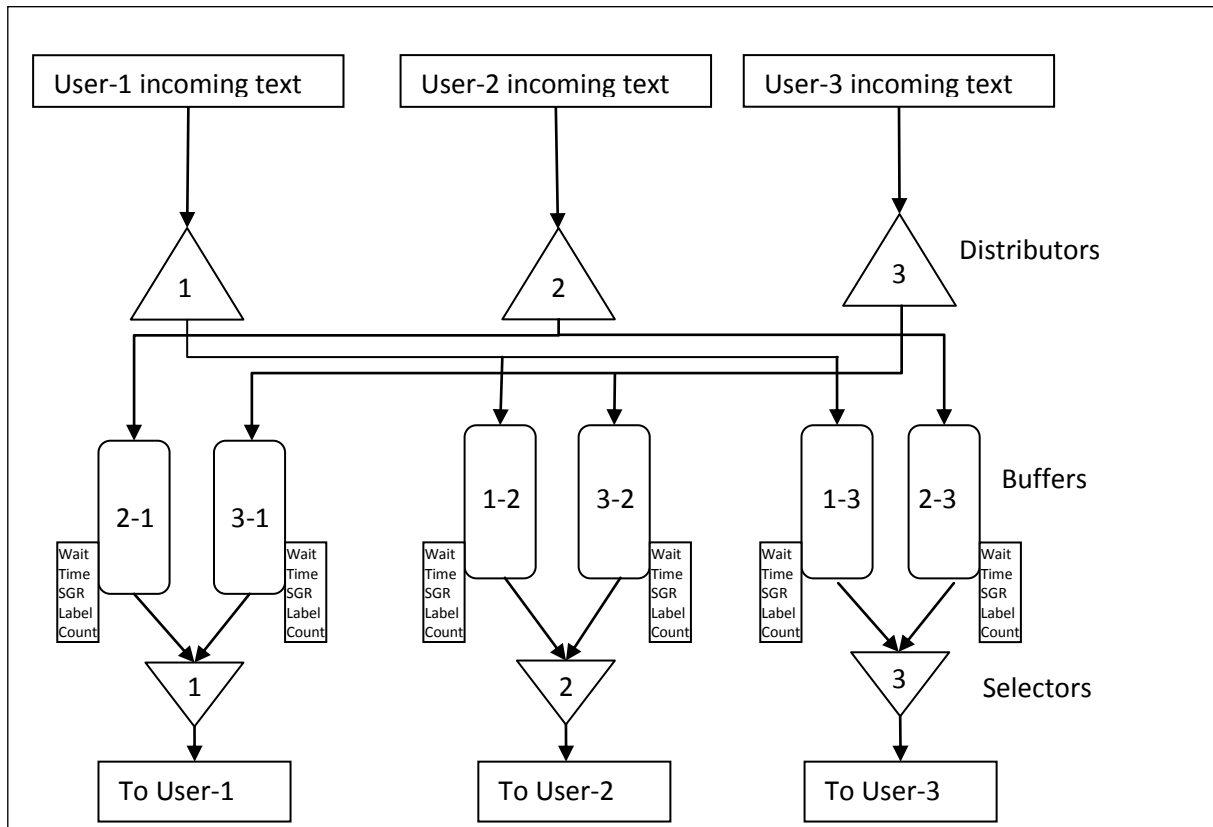 User-1 incoming text
User-2 incoming text
User-3 incoming text
1
2
3
Distributors
2-1
3-1
1-2
3-2
1-3
2-3
Buffers
Wait
Time
SGR
Label
Count
Wait
Time
SGR
Label
Count
Wait
Time
SGR
Label
Count
Wait
Time
SGR
Label
Count
Wait
Time
SGR
Label
Count
Wait
Time
SGR
Label
Count
1
2
3
Selectors
To User-1
To User-2
To User-3